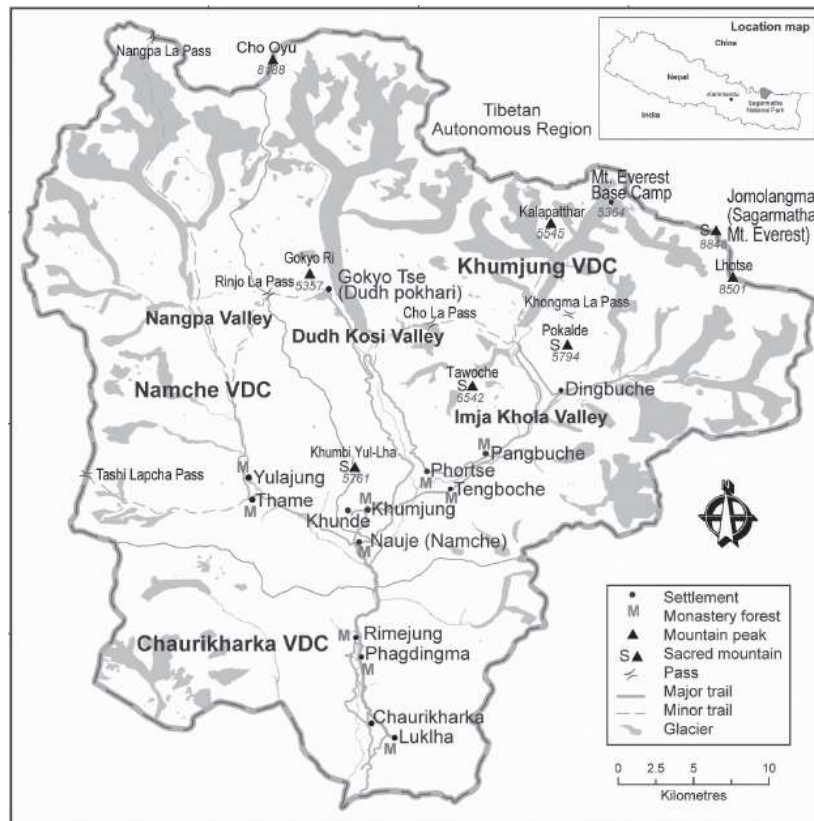 Location map
China
Nepal
Kathmandu
Sagarmatha
National Park
India
Nangpa La Pass
Cho Oyu
8188
Tibetan
Autonomous Region
Mt. Everest
Base Camp
5364
Kalapatthar
5545
Jomolangma
(Sagarmatha
Mt. Everest)
S
8848
Lhotse
8501
Gokyo Ri
5357
Rinjo La Pass
Gokyo Tse
(Dudh pokhari)
Khumjung VDC
Khongma La Pass
Nangpa Valley
Dudh Kosi Valley
Cho La Pass
Pokalde
S
5794
Namche VDC
Tawoche
S
6542
Dingbuche
Imja Khola Valley
Khumbi Yul-Lha
S
5761
M
Pangbuche
Tashi Lapcha Pass
M
Yulajung
Phortse
M
Tengboche
M
Thame
M
M
Khumjung
Khunde
Nauje (Namche)
M
Chaurikharka VDC
M
Rimejung
Phagdingma
M
Chaurikharka
Luklha
M
Settlement
M
Monastery forest
Mountain peak
S
Sacred mountain
Pass
Major trail
Minor trail
Glacier
0 2.5 5 10
Kilometres